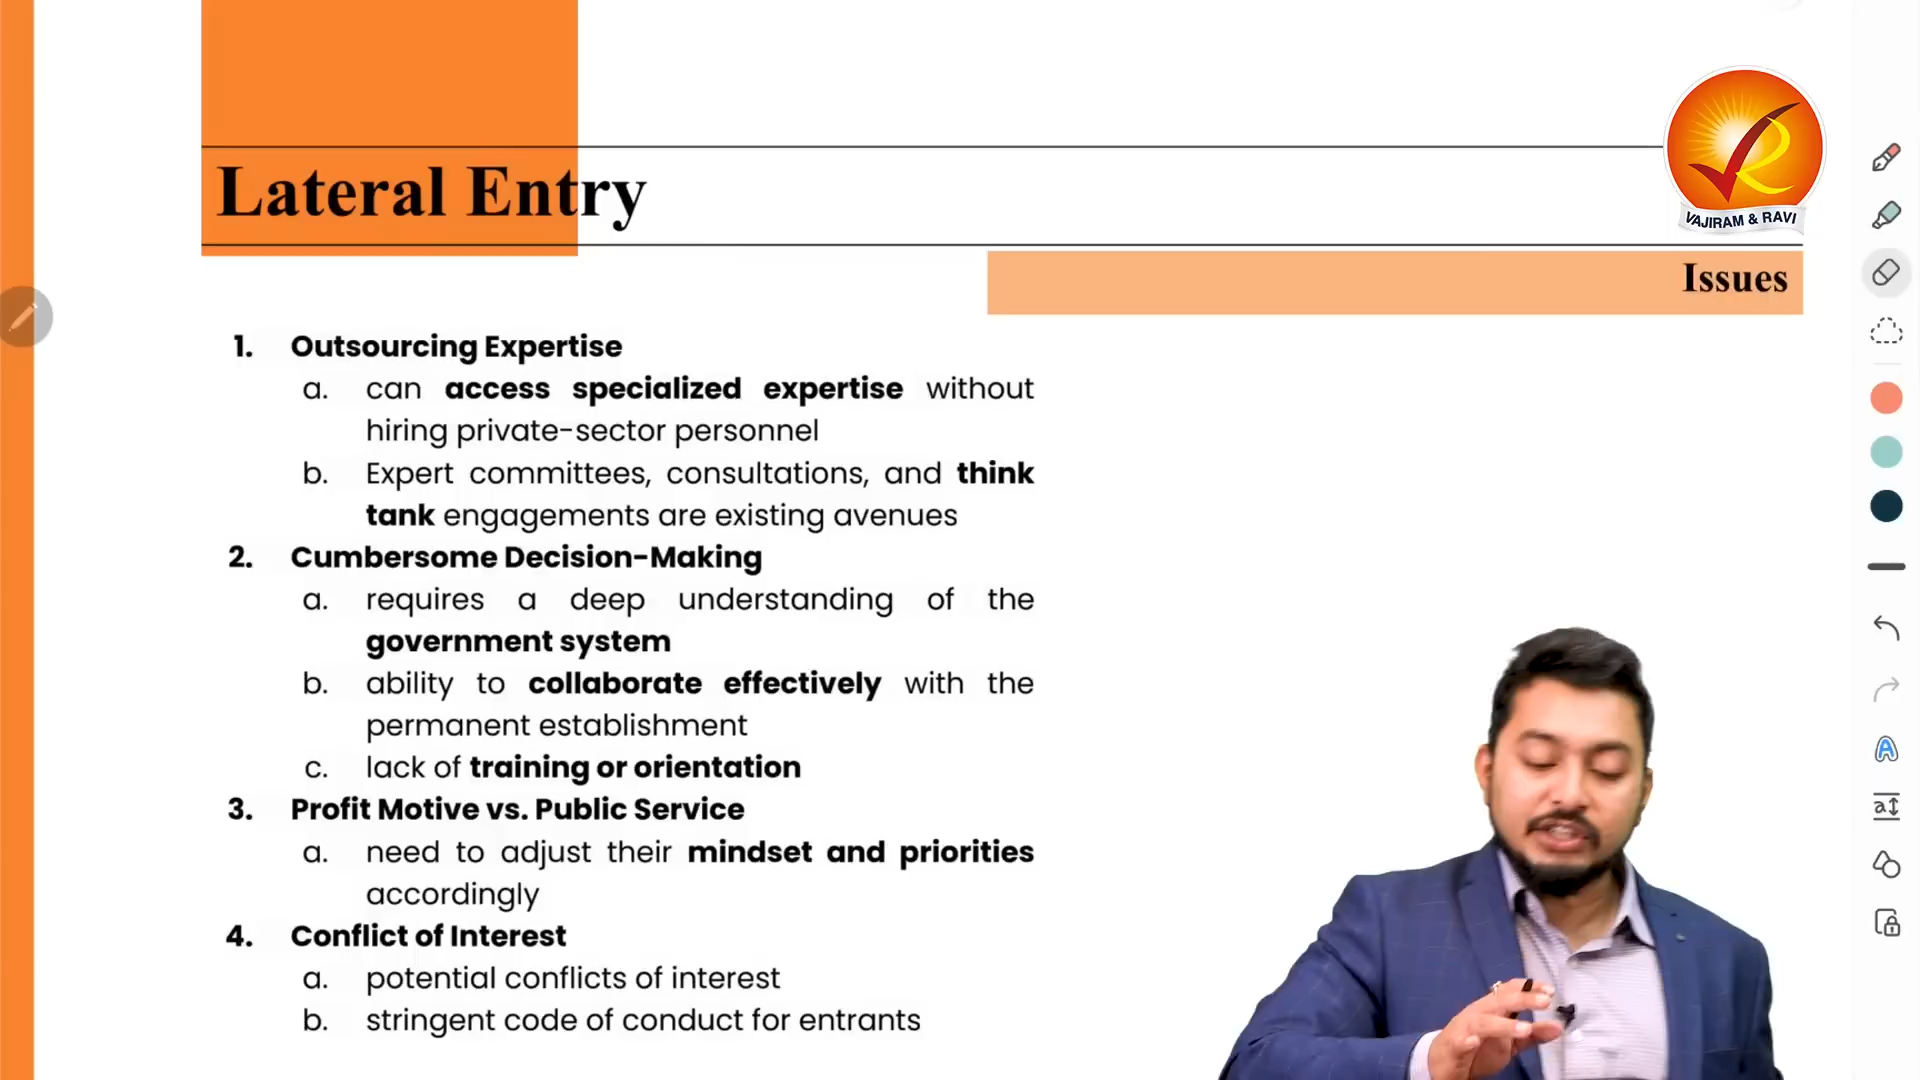 VAJIRAM & RAVI
Lateral Entry
Issues
1. Outsourcing Expertise
a. can access specialized expertise without
hiring private-sector personnel
b. Expert committees, consultations, and think
tank engagements are existing avenues
2. Cumbersome Decision-Making
a. requires a deep understanding of the
government system
b. ability to collaborate effectively with the
permanent establishment
c. lack of training or orientation
3. Profit Motive vs. Public Service
a. need to adjust their mindset and priorities
accordingly
4. Conflict of Interest
a. potential conflicts of interest
b. stringent code of conduct for entrants